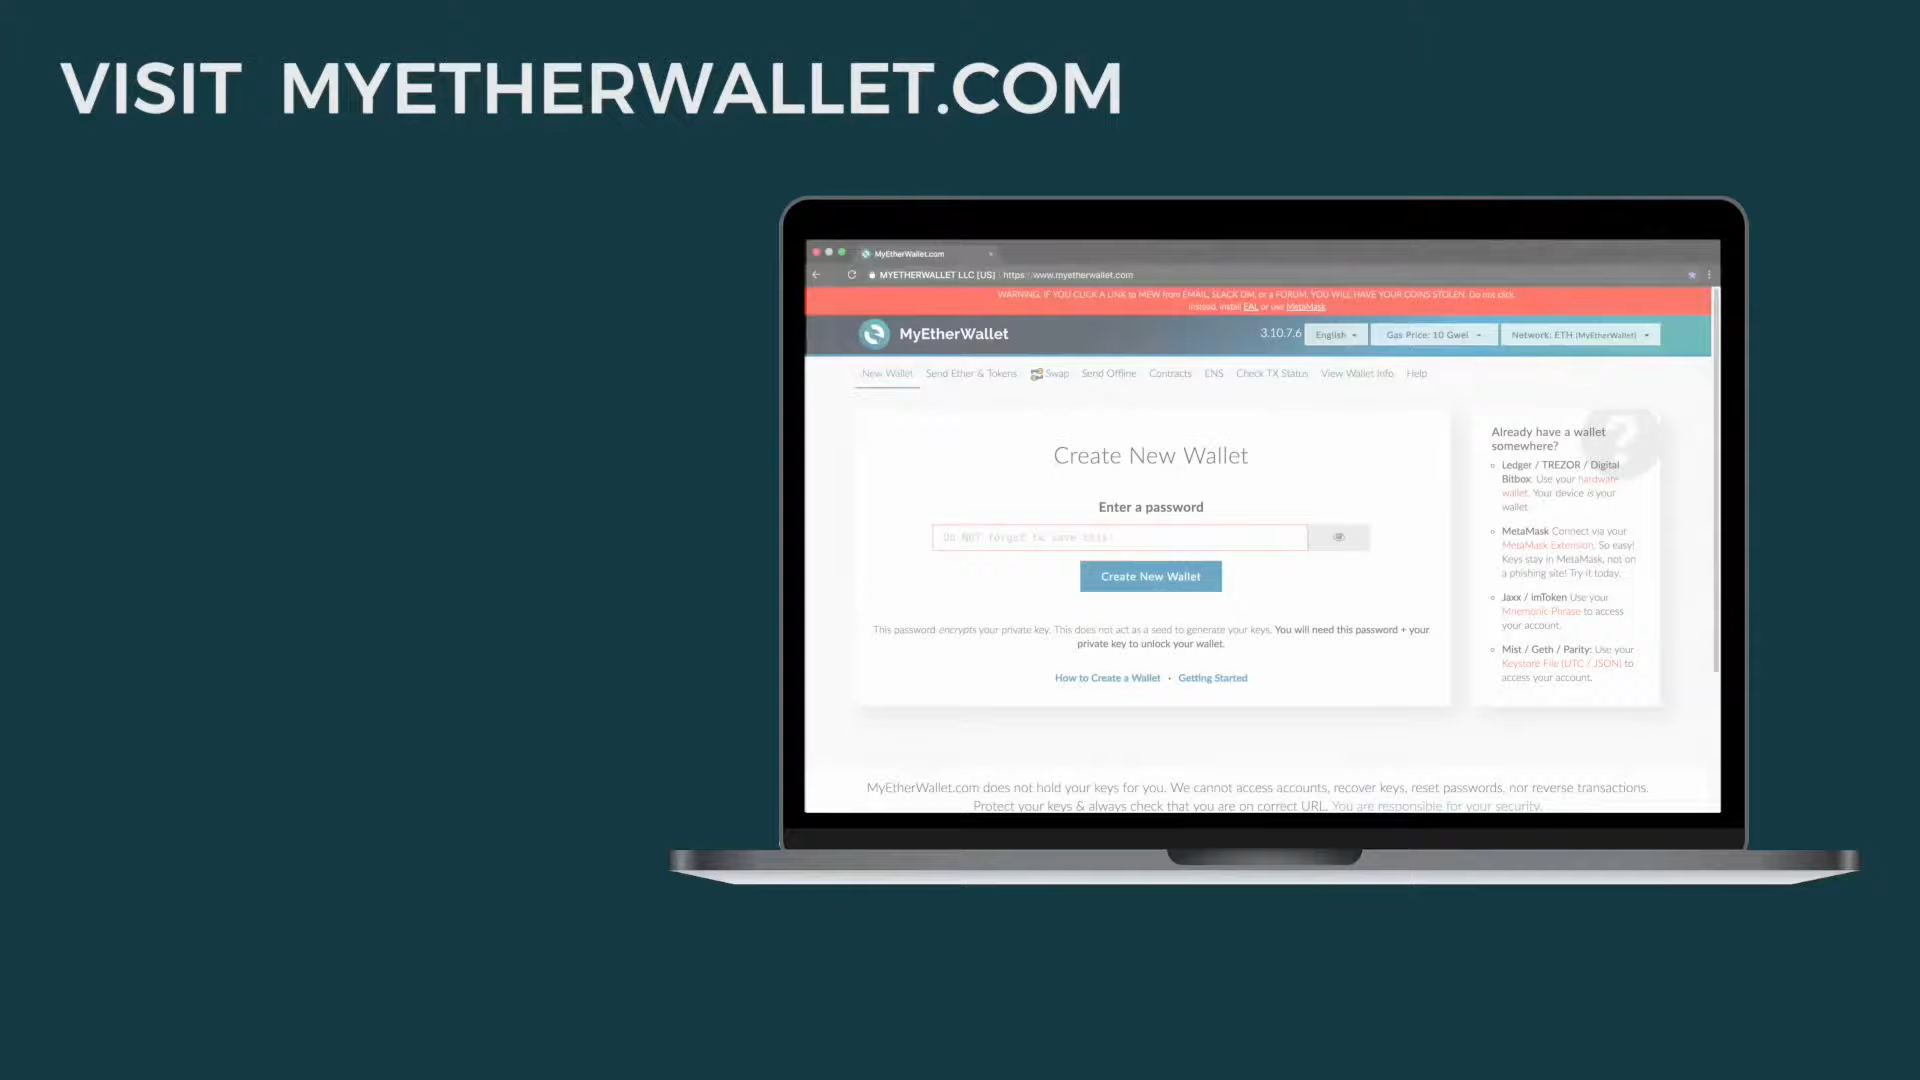 VISIT MYETHERWALLET.COM
MyEtherWallet.com
MYETHERWALLET LLC [US] https://www.myetherwallet.com
WARNING. IF YOU CLICK A LINK to MEW from EMAIL, SLACK DM, or a FORUM, YOU WILL HAVE YOUR COINS STOLEN. Do not click.
Instead, install EAL or use MetaMask
MyEtherWallet
3.10.7.6 English Gas Price: 10 Gwei Network: ETH (MyEtherWallet)
New Wallet Send Ether & Tokens Swap Send Offline Contracts ENS Check TX Status View Wallet Info Help
Create New Wallet
Enter a password
Do NOT forget to save this!
Create New Wallet
This password encrypts your private key. This does not act as a seed to generate your keys. You will need this password + your
private key to unlock your wallet.
How to Create a Wallet · Getting Started
Already have a wallet
somewhere?
Ledger / TREZOR / Digital
Bitbox: Use your hardware
wallet. Your device is your
wallet.
MetaMask Connect via your
MetaMask Extension. So easy!
Keys stay in MetaMask, not on
a phishing site! Try it today.
Jaxx / imToken Use your
Mnemonic Phrase to access
your account.
Mist / Geth / Parity: Use your
Keystore File (UTC / JSON) to
access your account.
MyEtherWallet.com does not hold your keys for you. We cannot access accounts, recover keys, reset passwords, nor reverse transactions.
Protect your keys & always check that you are on correct URL. You are responsible for your security.